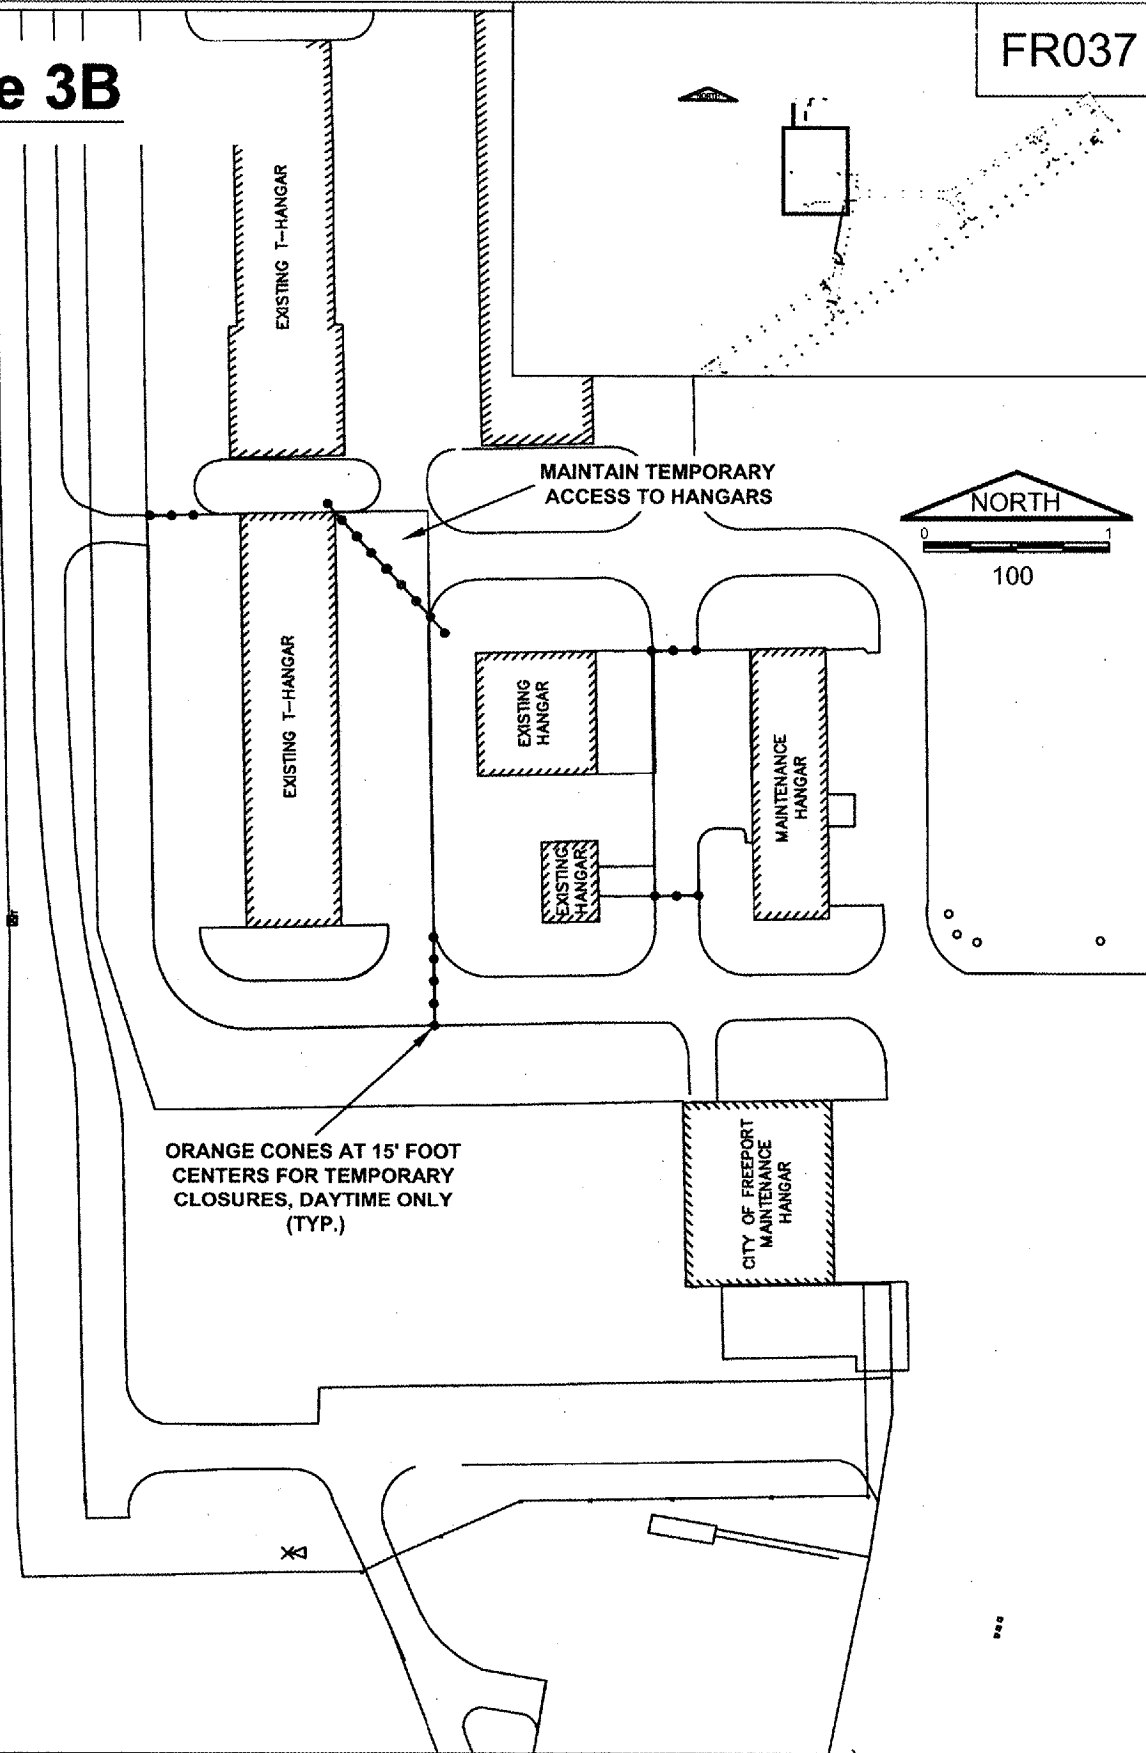 e 3B
FR037
NORTH
EXISTING T-HANGAR
MAINTAIN TEMPORARY
ACCESS TO HANGARS
NORTH
0 1
100
EXISTING T-HANGAR
EXISTING
HANGAR
MAINTENANCE
HANGAR
EXISTING
HANGAR
ORANGE CONES AT 15' FOOT
CENTERS FOR TEMPORARY
CLOSURES, DAYTIME ONLY
(TYP.)
CITY OF FREEPORT
MAINTENANCE
HANGAR